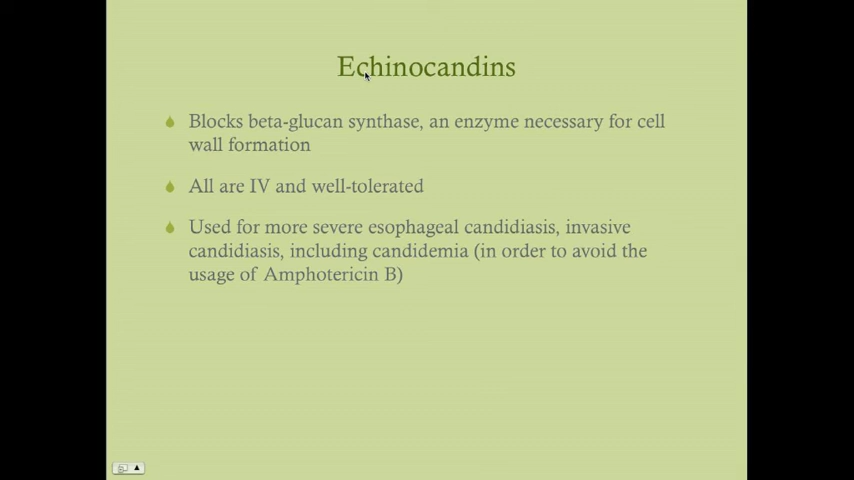 Echinocandins
Blocks beta-glucan synthase, an enzyme necessary for cell
wall formation
All are IV and well-tolerated
Used for more severe esophageal candidiasis, invasive
candidiasis, including candidemia (in order to avoid the
usage of Amphotericin B)